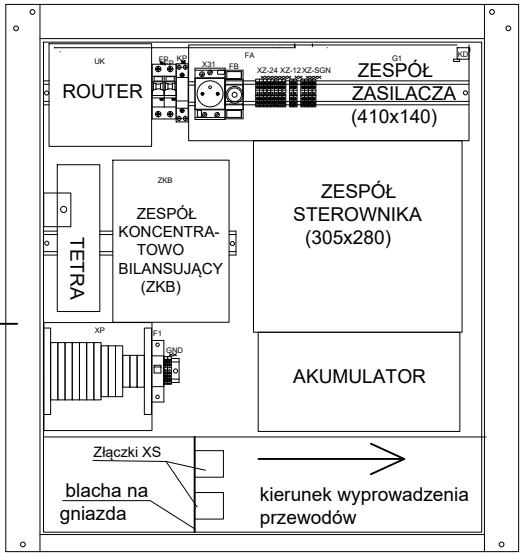 FA
G1
KD
UK
KP
X31
FB
XZ-24 XZ-12 XZ-SGN
ROUTER
ZESPÓŁ
ZASILACZA
(410x140)
ZKB
ZESPÓŁ
KONCENTRA-
TOWO
BILANSUJĄCY
(ZKB)
TETRA
ZESPÓŁ
STEROWNIKA
(305x280)
XP
F1
GND
AKUMULATOR
Złączki XS
blacha na
gniazda
kierunek wyprowadzenia
przewodów